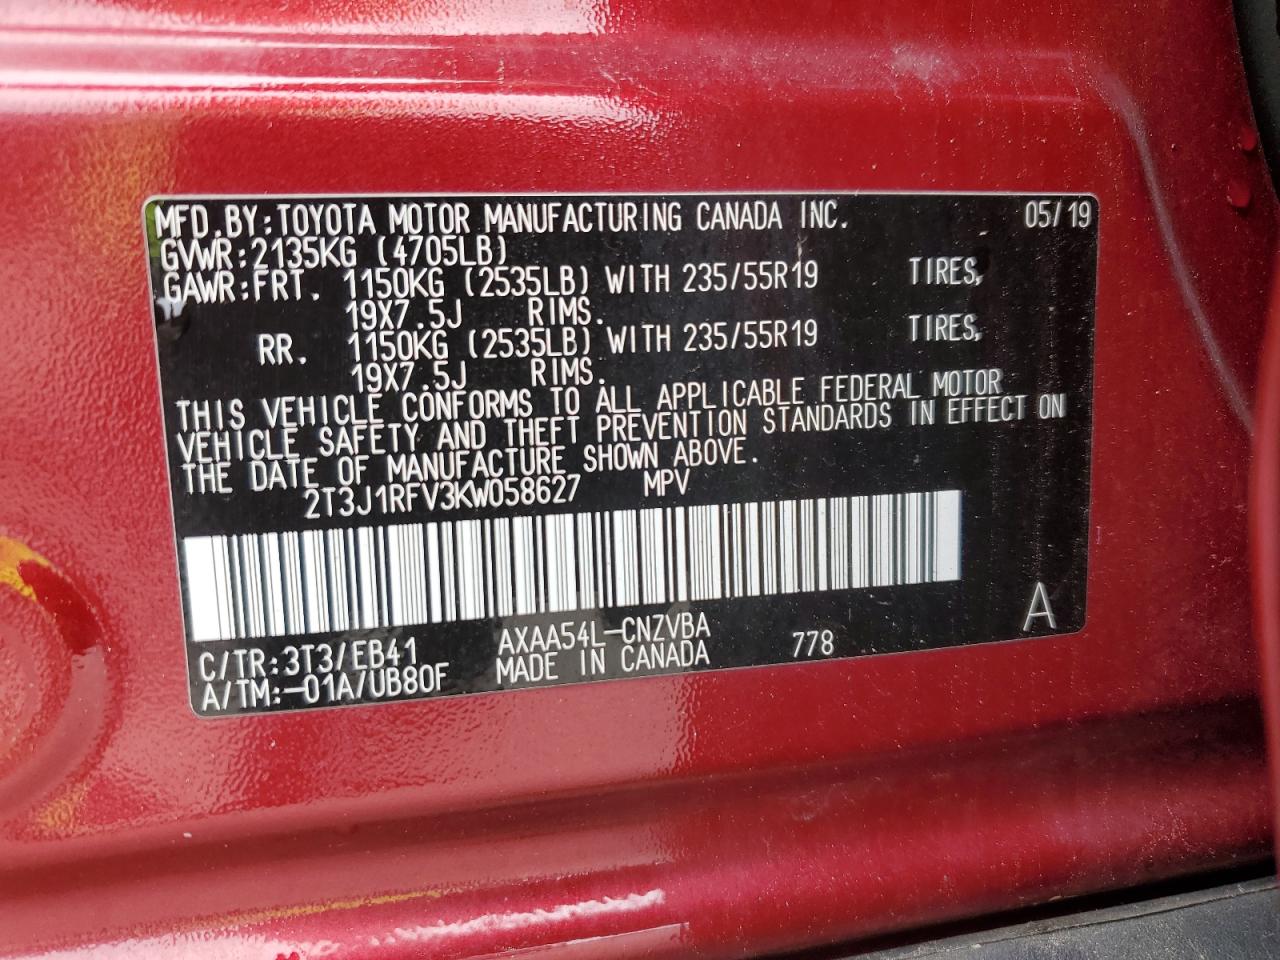 MFD.BY:TOYOTA MOTOR MANUFACTURING CANADA INC. 05/19
GVWR:2135KG (4705LB)
GAWR:FRT. 1150KG (2535LB) WITH 235/55R19 TIRES,
19X7.5J RIMS.
RR. 1150KG (2535LB) WITH 235/55R19 TIRES,
19X7.5J RIMS.
THIS VEHICLE CONFORMS TO ALL APPLICABLE FEDERAL MOTOR
VEHICLE SAFETY AND THEFT PREVENTION STANDARDS IN EFFECT ON
THE DATE OF MANUFACTURE SHOWN ABOVE.
2T3J1RFV3KW058627 MPV
A
C/TR:3T3/EB41 AXAA54L-CNZVBA 778
A/TM:-01A/UB80F MADE IN CANADA